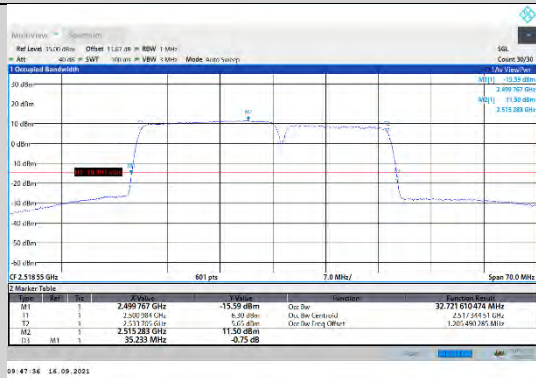 MultiView Spectrum
Ref Level 35.00 dBm Offset 11.67 dB RBW 1 MHz SGL
Att 40 dB SWT 100 ms VBW 3 MHz Mode Auto Sweep Count 30/30
1 Occupied Bandwidth 1Av ViewPwr
M1[1] -15.59 dBm
30 dBm 2.499 767 GHz
M2[1] 11.50 dBm
20 dBm 2.515 283 GHz
M2
10 dBm
0 dBm
-10 dBm
-20 dBm
-30 dBm
-40 dBm
-50 dBm
-60 dBm
CF 2.518 55 GHz 601 pts 7.0 MHz/ Span 70.0 MHz
2 Marker Table
Type Ref Trc X-Value Y-Value Function Function Result
M1 1 2.499 767 GHz -15.59 dBm Occ Bw 32.721 610 474 MHz
T1 1 2.500 984 GHz 6.30 dBm Occ Bw Centroid 2.517 344 51 GHz
T2 1 2.533 705 GHz 5.65 dBm Occ Bw Freq Offset -1.205 490 285 MHz
M2 1 2.515 283 GHz 11.50 dBm
D3 M1 1 35.233 MHz -0.75 dB
09:47:36 16.09.2021